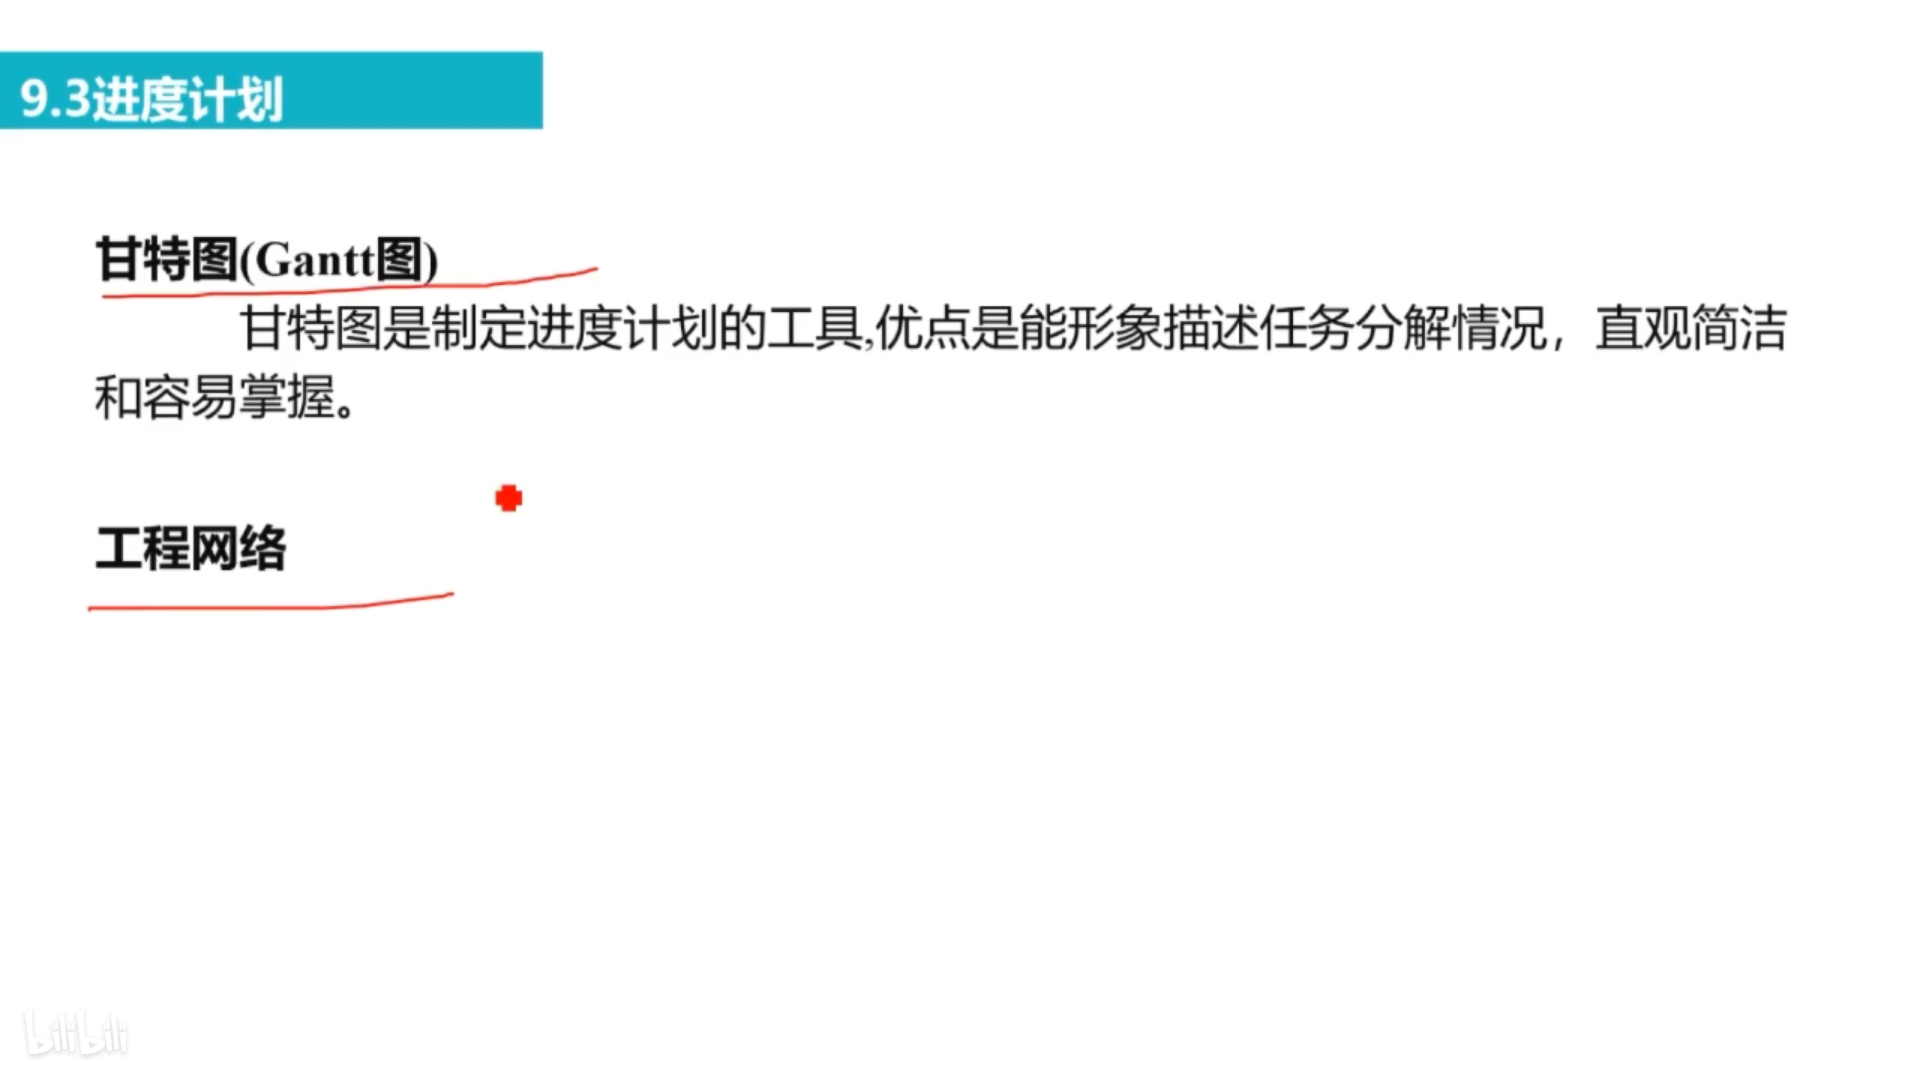 9.3进度计划
甘特图(Gantt图)
甘特图是制定进度计划的工具,优点是能形象描述任务分解情况，直观简洁
和容易掌握。
工程网络
bilibili